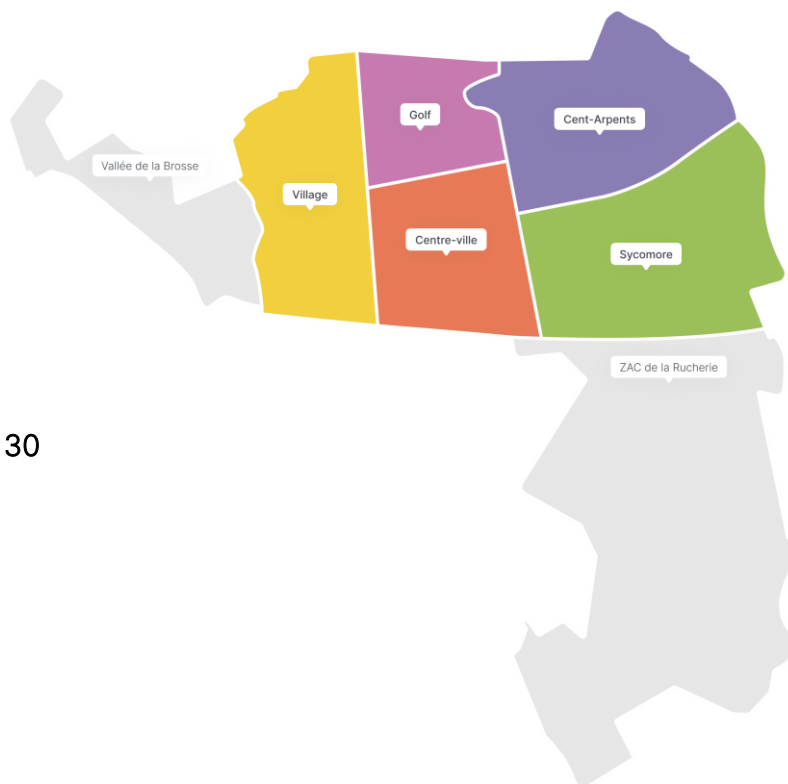 Golf
Cent-Arpents
Vallée de la Brosse
Village
Centre-ville
Sycomore
ZAC de la Rucherie
30